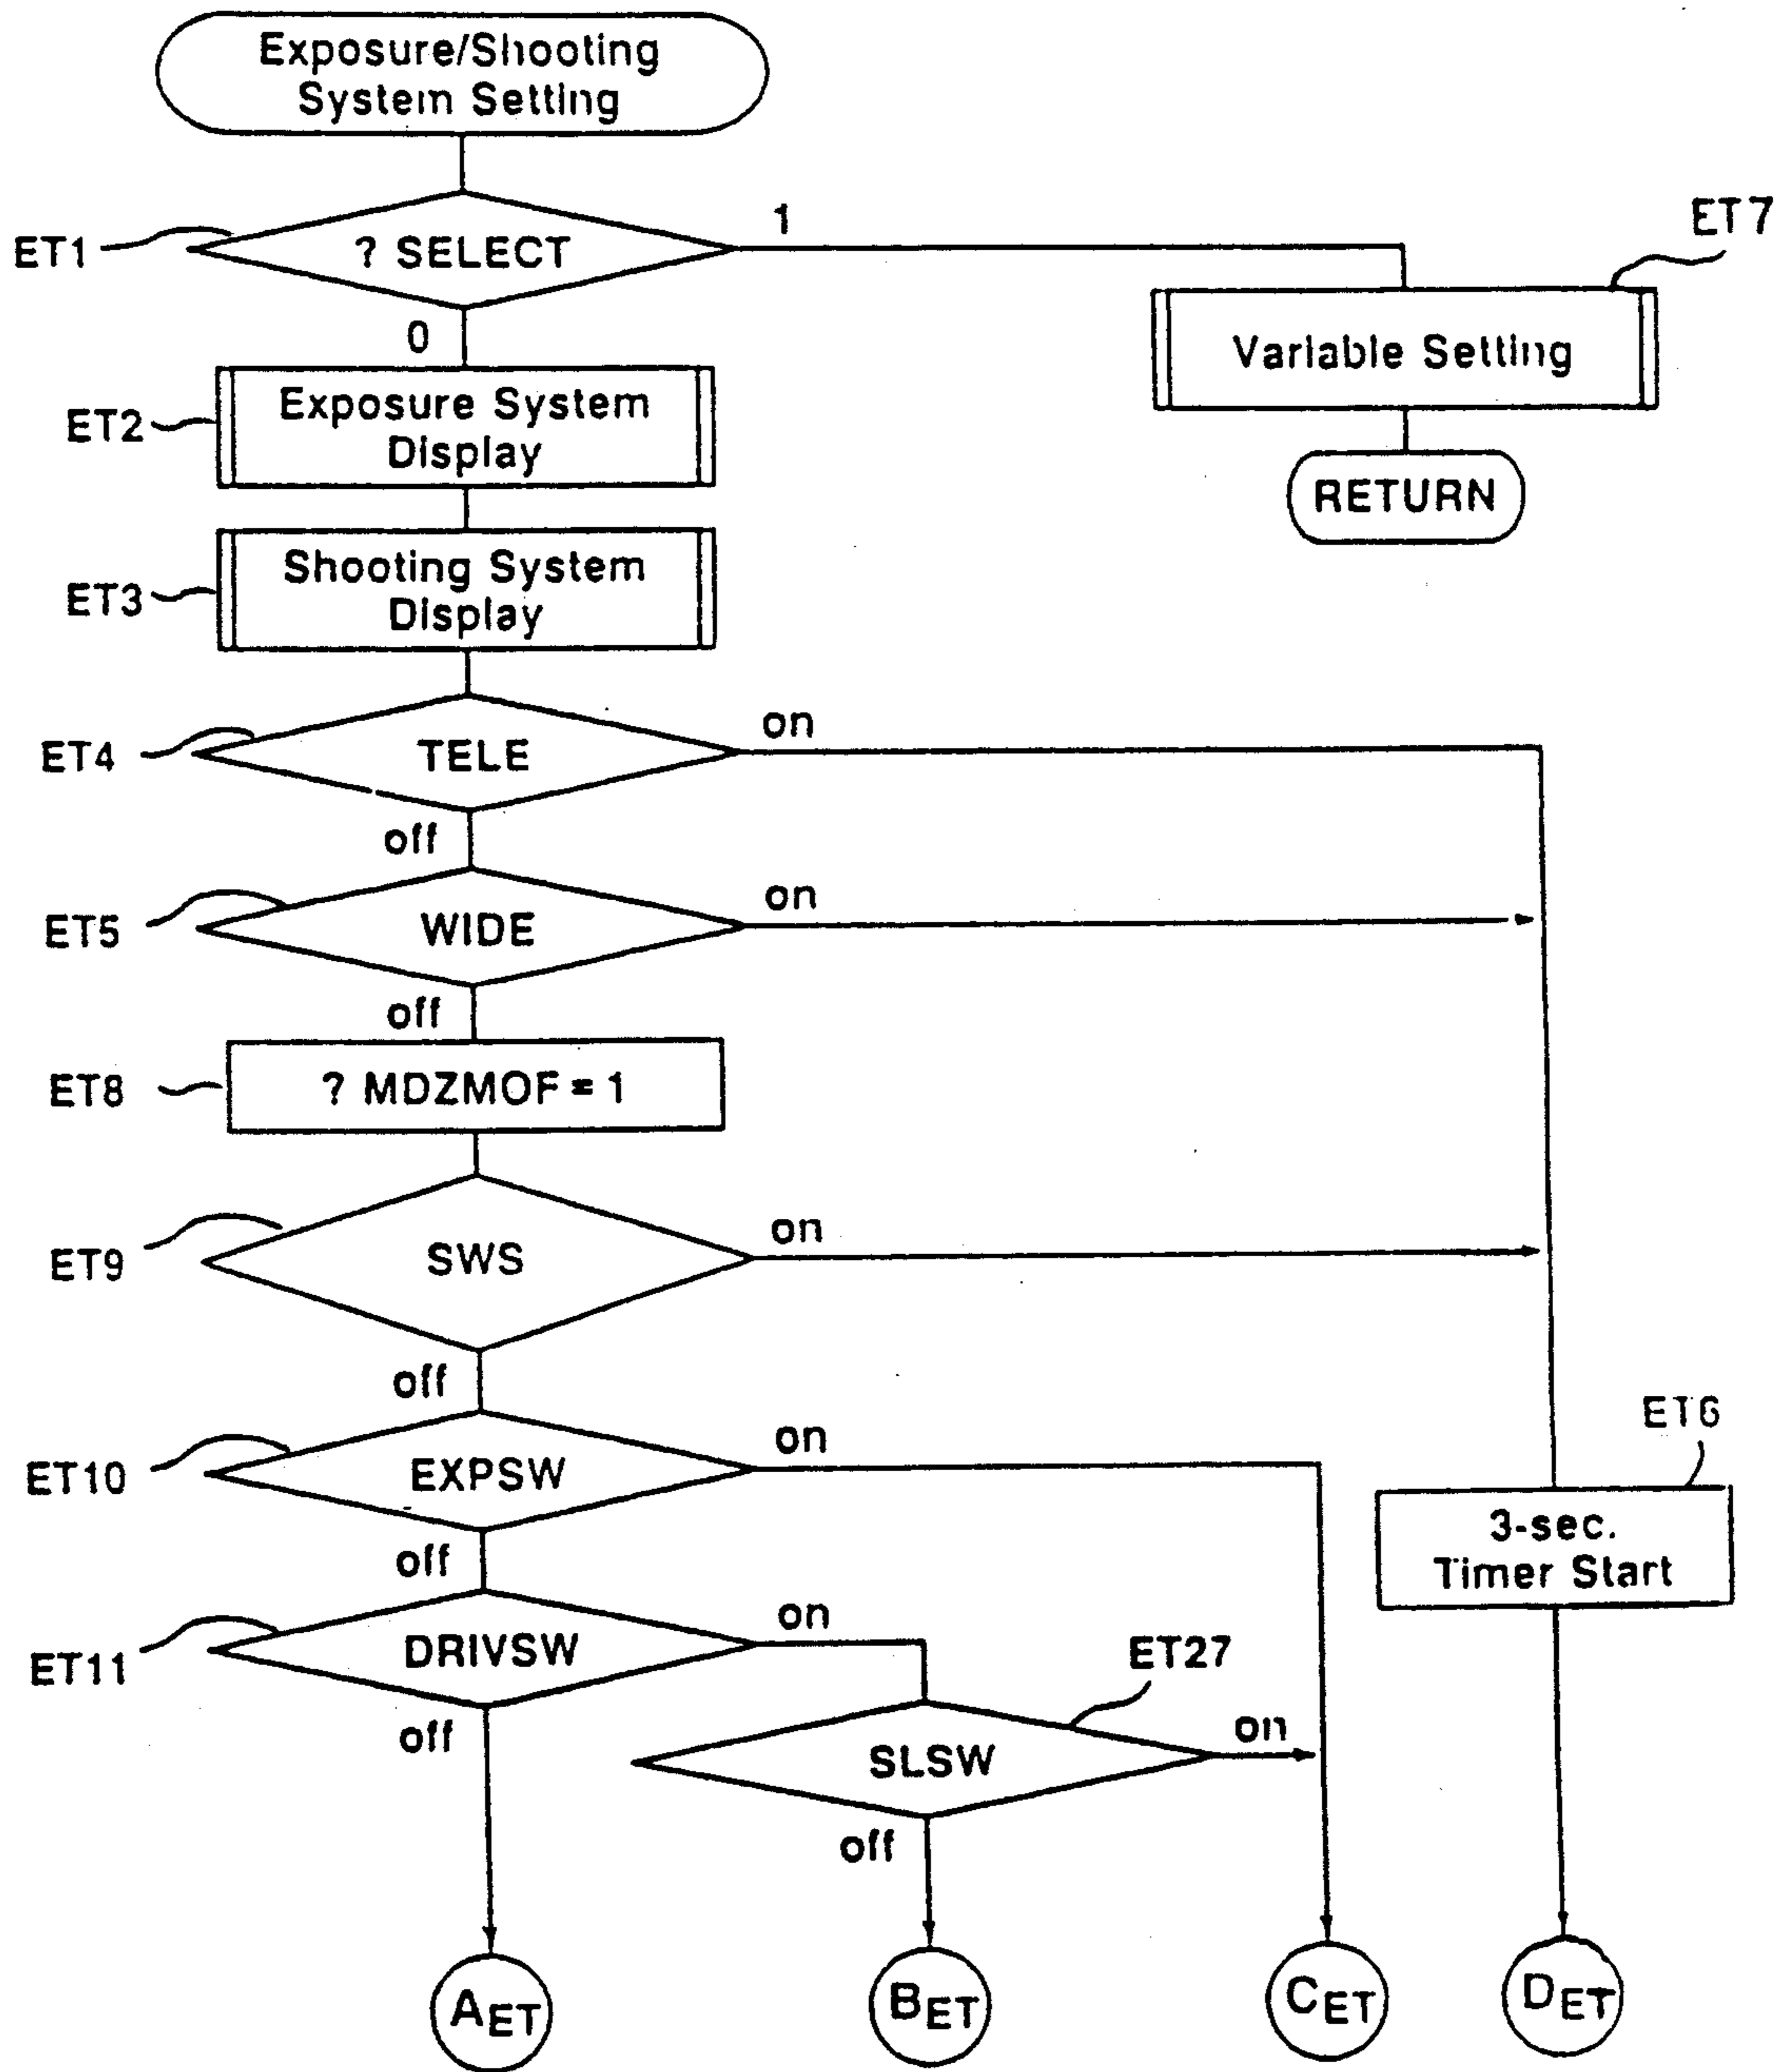 Exposure/Shooting
System Setting
ET1
? SELECT
1
ET7
0
Variable Setting
ET2
Exposure System
Display
RETURN
ET3
Shooting System
Display
ET4
TELE
on
off
ET5
WIDE
on
off
ET8
? MDZMOF = 1
ET9
SWS
on
off
ET6
ET10
EXPSW
on
3-sec.
Timer Start
off
ET11
DRIVSW
on
ET27
off
SLSW
on
off
AET
BET
CET
DET